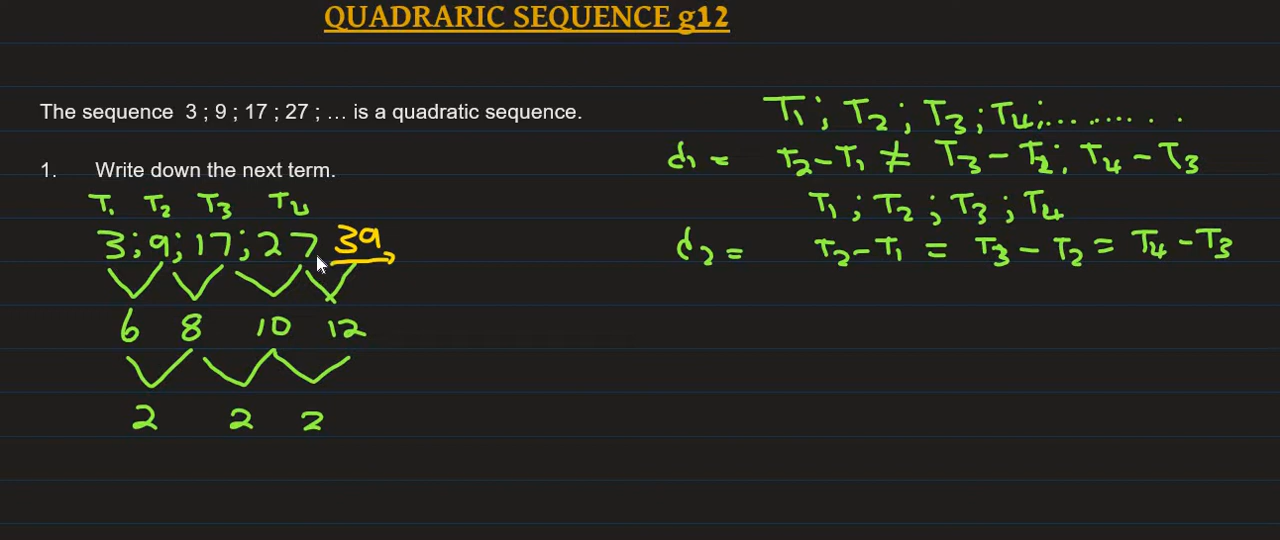 QUADRARIC SEQUENCE g12
The sequence 3 ; 9 ; 17 ; 27 ; … is a quadratic sequence.
1. Write down the next term.
T1 T2 T3 T4
3; 9; 17; 27, 39
6 8 10 12
2 2 2
T1; T2; T3; T4;.........
d1 = T2-T1 ≠ T3-T2; T4-T3
T1; T2; T3; T4
d2 = T2-T1 = T3-T2 = T4-T3